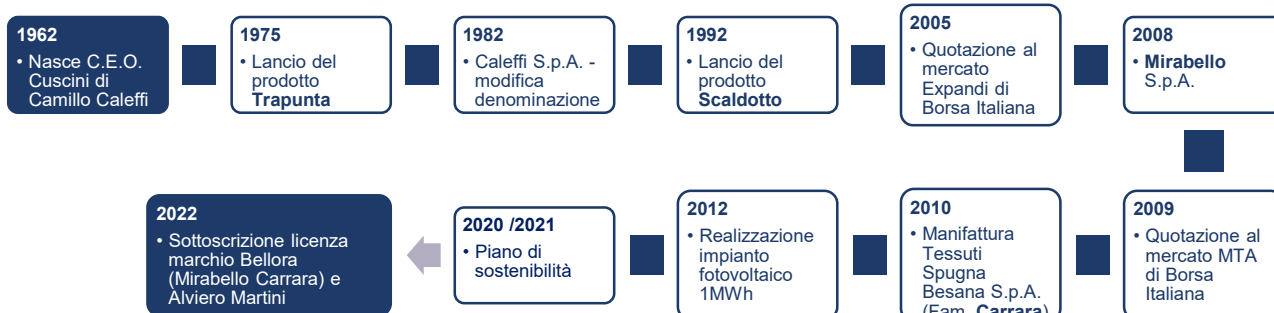 1962
• Nasce C.E.O.
Cuscini di
Camillo Caleffi
1975
• Lancio del
prodotto
Trapunta
1982
• Caleffi S.p.A. -
modifica
denominazione
1992
• Lancio del
prodotto
Scaldotto
2005
• Quotazione al
mercato
Expandi di
Borsa Italiana
2008
• Mirabello
S.p.A.
2009
• Quotazione al
mercato MTA
di Borsa
Italiana
2010
• Manifattura
Tessuti
Spugna
Besana S.p.A.
(Fam. Carrara)
2012
• Realizzazione
impianto
fotovoltaico
1MWh
2020 /2021
• Piano di
sostenibilità
2022
• Sottoscrizione licenza
marchio Bellora
(Mirabello Carrara) e
Alviero Martini